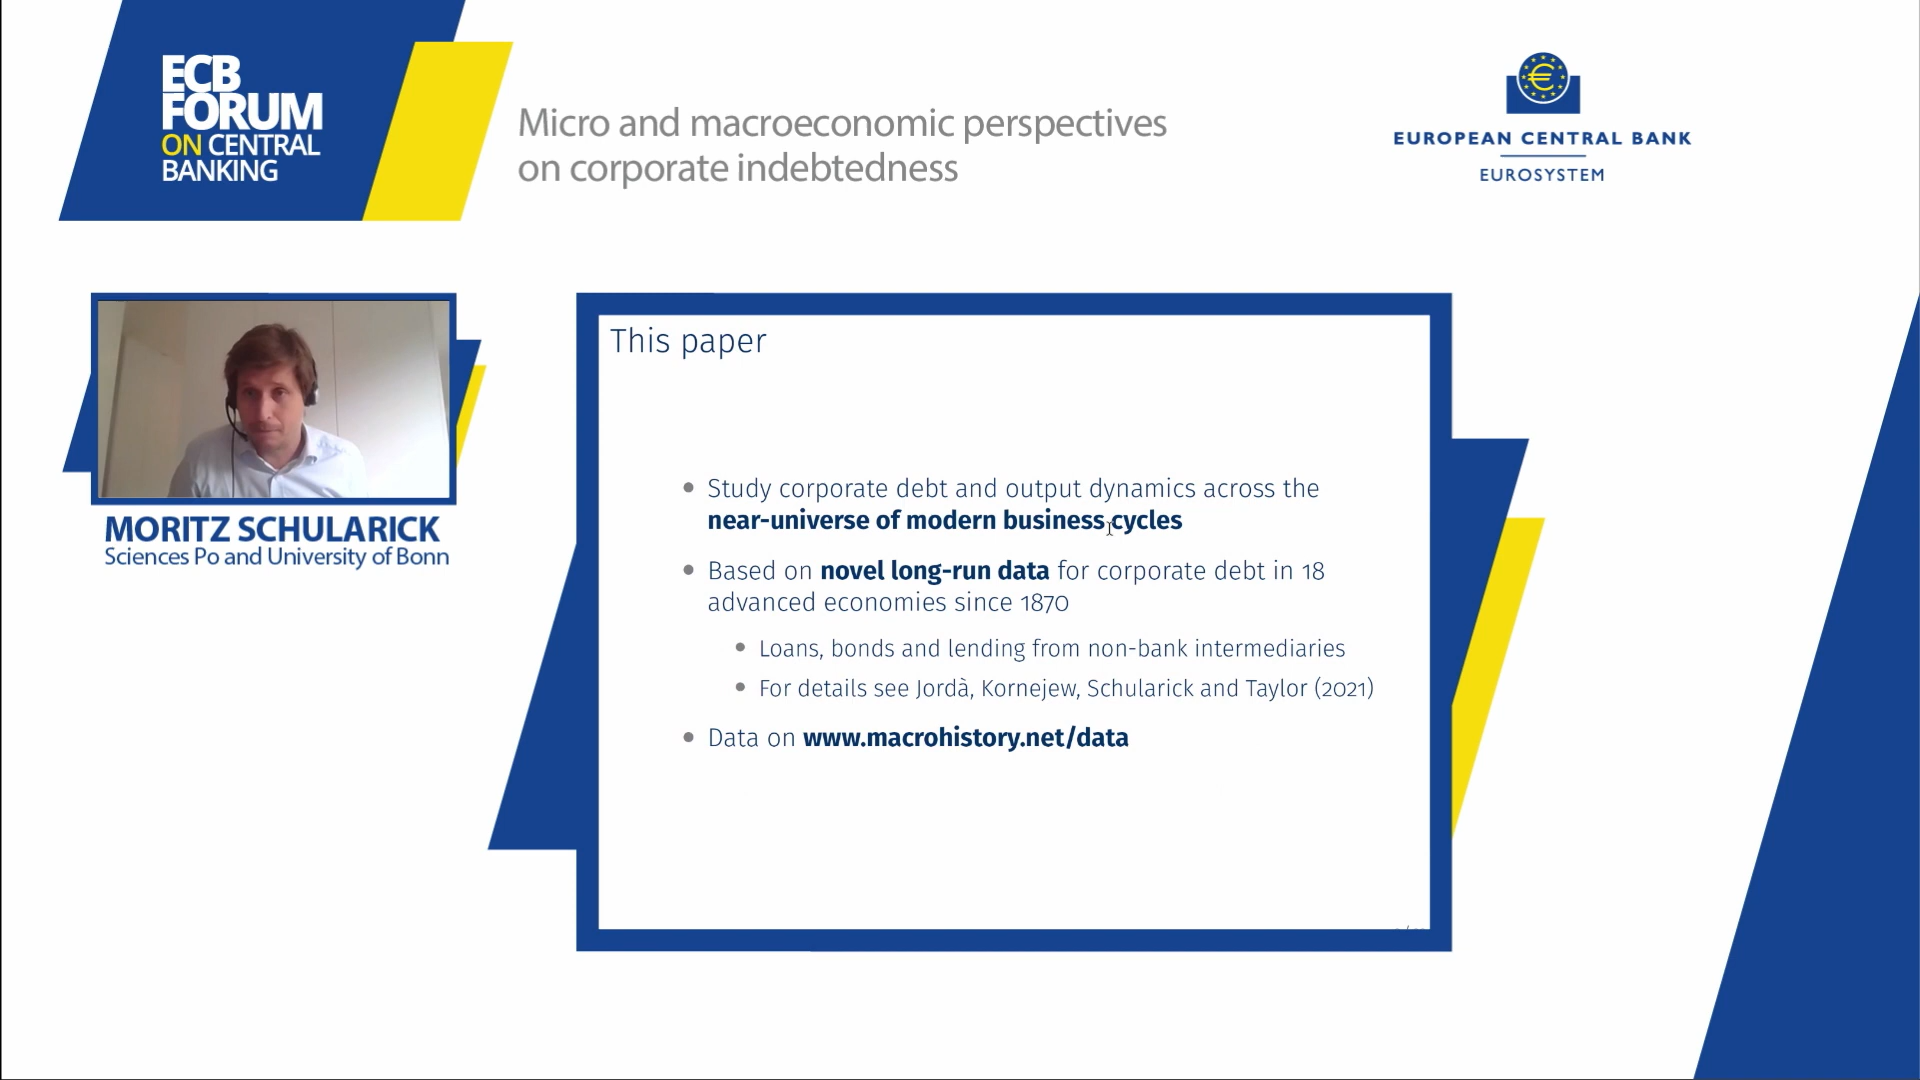 ECB
FORUM
ON CENTRAL
BANKING
Micro and macroeconomic perspectives
on corporate indebtedness
EUROPEAN CENTRAL BANK
EUROSYSTEM
MORITZ SCHULARICK
Sciences Po and University of Bonn
This paper
• Study corporate debt and output dynamics across the
near-universe of modern business cycles
• Based on novel long-run data for corporate debt in 18
advanced economies since 1870
• Loans, bonds and lending from non-bank intermediaries
• For details see Jordà, Kornejew, Schularick and Taylor (2021)
• Data on www.macrohistory.net/data